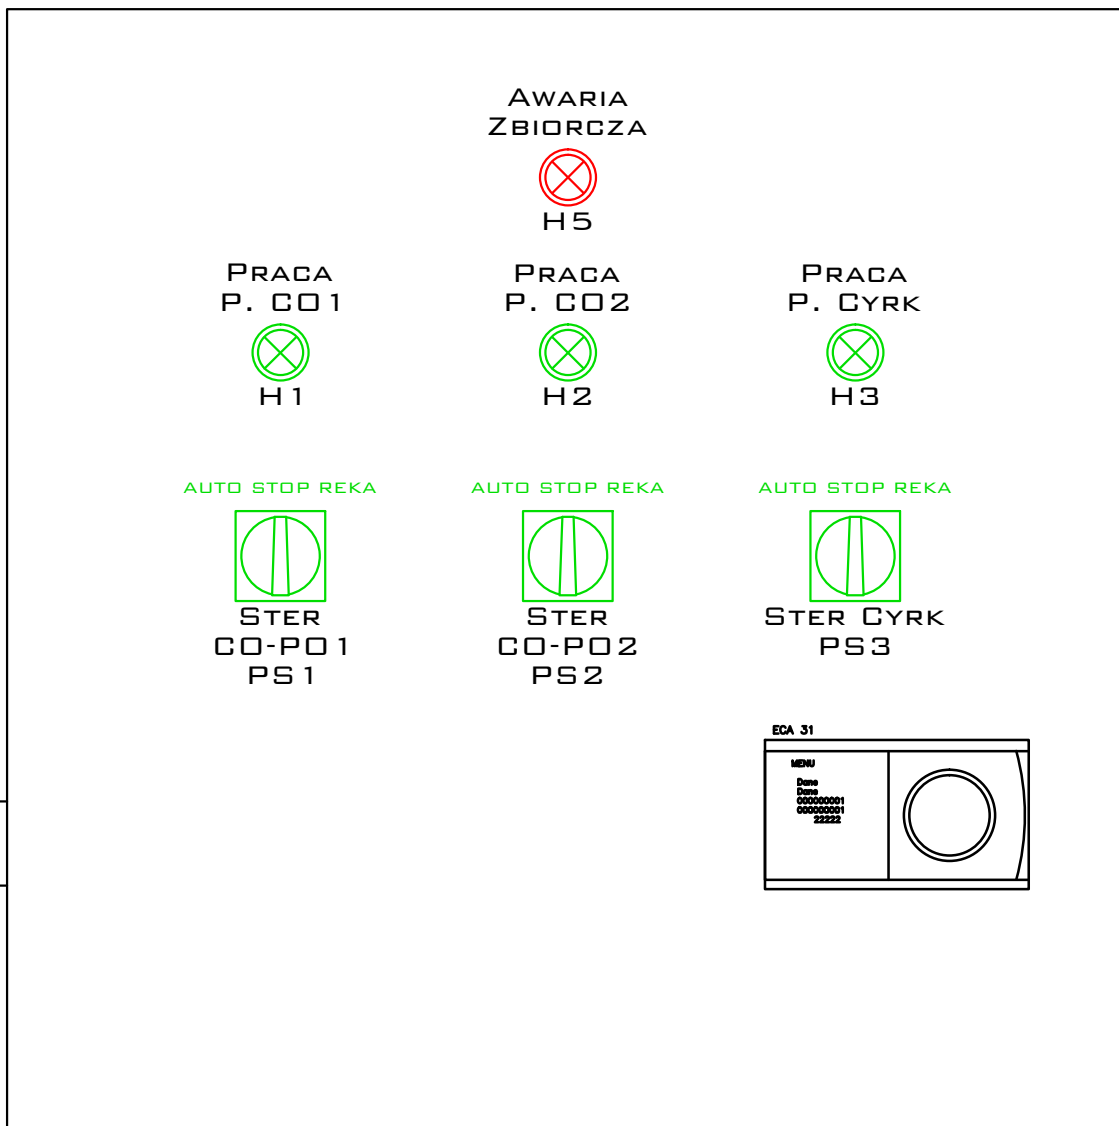 AWARIA
ZBIORCZA
H5
PRACA
P. CO1
H1
PRACA
P. CO2
H2
PRACA
P. CYRK
H3
AUTO STOP REKA
AUTO STOP REKA
AUTO STOP REKA
STER
CO-PO1
PS1
STER
CO-PO2
PS2
STER CYRK
PS3
ECA 31
MENU
Dane
Dane
C00000001
C00000001
22222